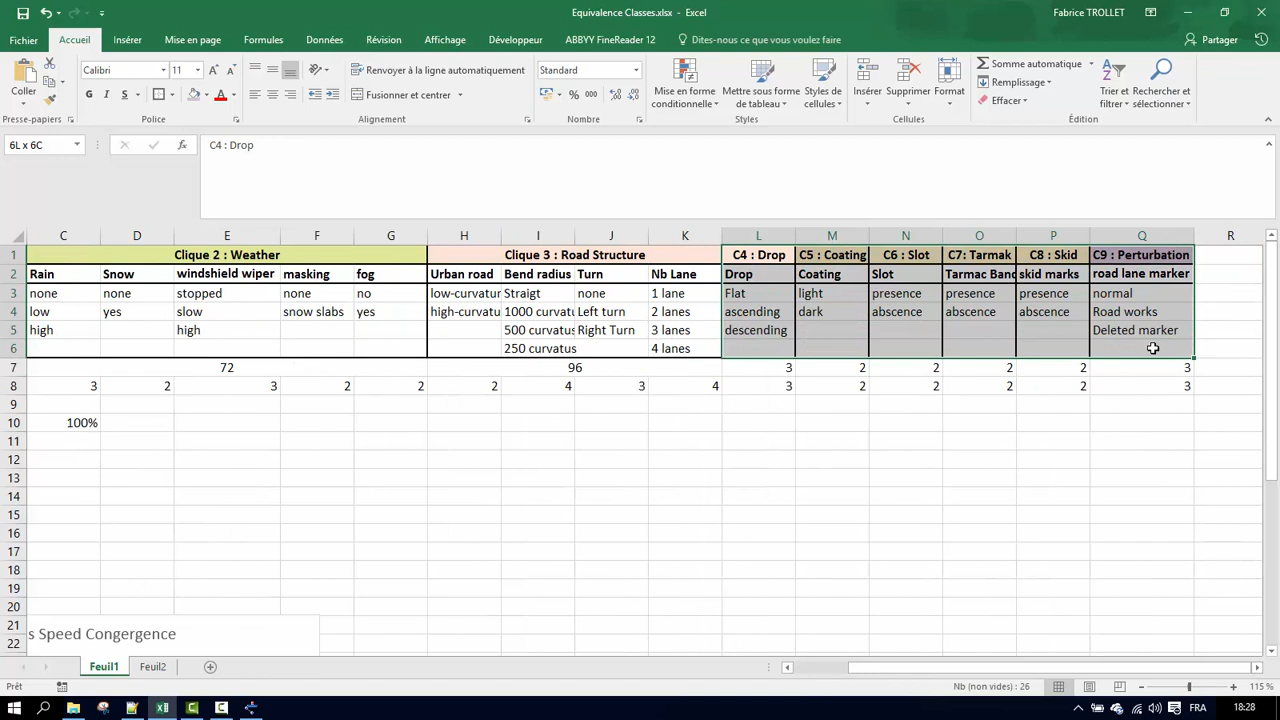 Equivalence Classes.xlsx - Excel
Fabrice TROLLET
Fichier Accueil Insérer Mise en page Formules Données Révision Affichage Développeur ABBYY FineReader 12 Dites-nous ce que vous voulez faire Partager
Coller
Presse-papiers
Calibri 11
G I S
Police
Renvoyer à la ligne automatiquement
Fusionner et centrer
Alignement
Standard
% 000
Nombre
Mise en forme conditionnelle
Mettre sous forme de tableau
Styles de cellules
Styles
Insérer Supprimer Format
Cellules
Somme automatique
Remplissage
Effacer
Trier et filtrer
Rechercher et sélectionner
Édition
6L x 6C fx C4 : Drop
C D E F G H I J K L M N O P Q R
1 Clique 2 : Weather Clique 3 : Road Structure C4 : Drop C5 : Coating C6 : Slot C7: Tarmak C8 : Skid C9 : Perturbation
2 Rain Snow windshield wiper masking fog Urban road Bend radius Turn Nb Lane Drop Coating Slot Tarmac Band skid marks road lane marker
3 none none stopped none no low-curvatur Straigt none 1 lane Flat light presence presence presence normal
4 low yes slow snow slabs yes high-curvatu 1000 curvatu Left turn 2 lanes ascending dark abscence abscence abscence Road works
5 high high 500 curvatus Right Turn 3 lanes descending Deleted marker
6 250 curvatus 4 lanes
7 72 96 3 2 2 2 2 3
8 3 2 3 2 2 2 4 3 4 3 2 2 2 2 3
9
10 100%
11
12
13
14
15
16
17
18
19
20
21
s Speed Congergence
22
Feuil1 Feuil2
Prêt Nb (non vides) : 26 115 %
FRA 18:28